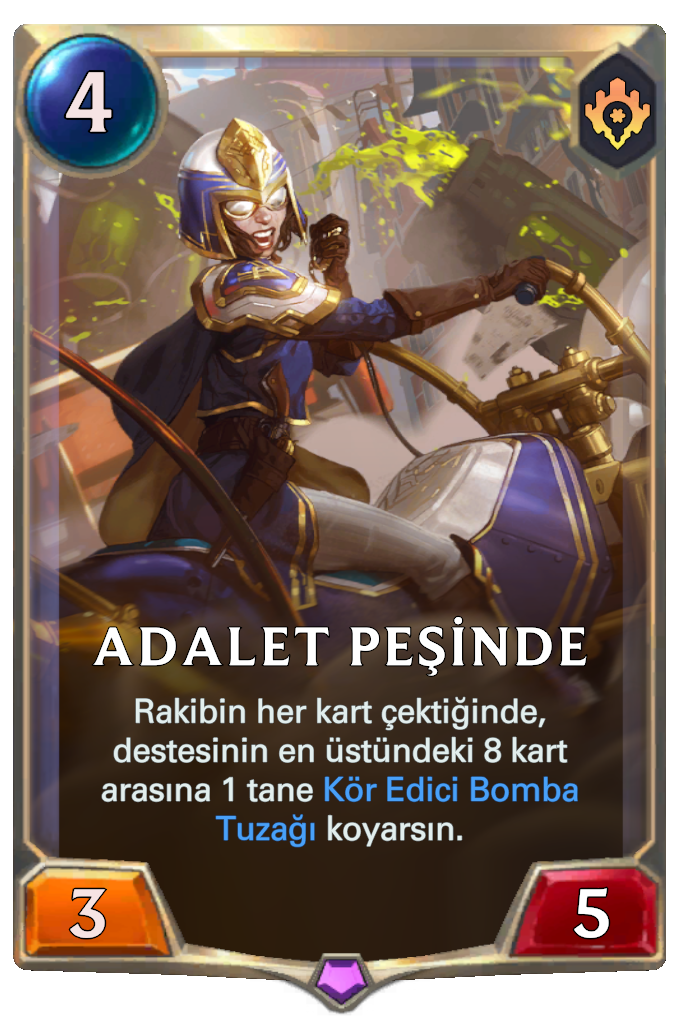 4
ADALET PEŞİNDE
Rakibin her kart çektiğinde,
destesinin en üstündeki 8 kart
arasına 1 tane Kör Edici Bomba
Tuzağı koyarsın.
3
5